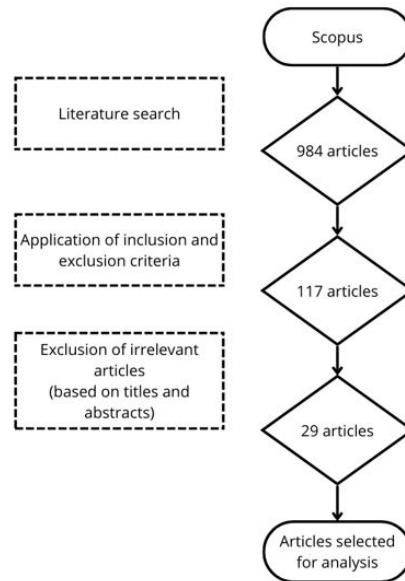 Scopus
Literature search
984 articles
Application of inclusion and
exclusion criteria
117 articles
Exclusion of irrelevant
articles
(based on titles and
abstracts)
29 articles
Articles selected
for analysis